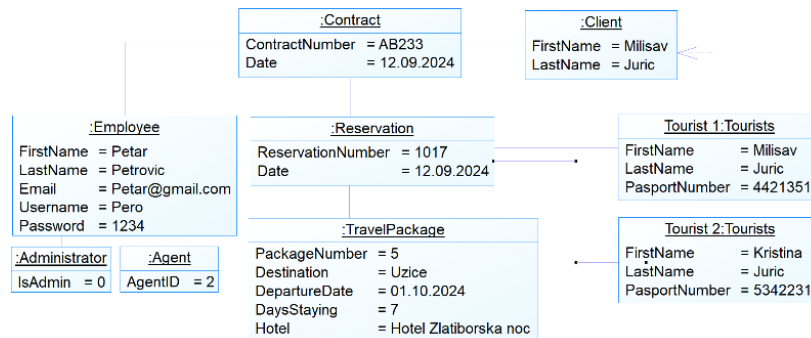 :Contract
ContractNumber = AB233
Date = 12.09.2024
:Client
FirstName = Milisav
LastName = Juric
:Employee
FirstName = Petar
LastName = Petrovic
Email = Petar@gmail.com
Username = Pero
Password = 1234
:Reservation
ReservationNumber = 1017
Date = 12.09.2024
Tourist 1:Tourists
FirstName = Milisav
LastName = Juric
PasportNumber = 4421351
:Administrator
IsAdmin = 0
:Agent
AgentID = 2
:TravelPackage
PackageNumber = 5
Destination = Uzice
DepartureDate = 01.10.2024
DaysStaying = 7
Hotel = Hotel Zlatiborska noc
Tourist 2:Tourists
FirstName = Kristina
LastName = Juric
PasportNumber = 5342231